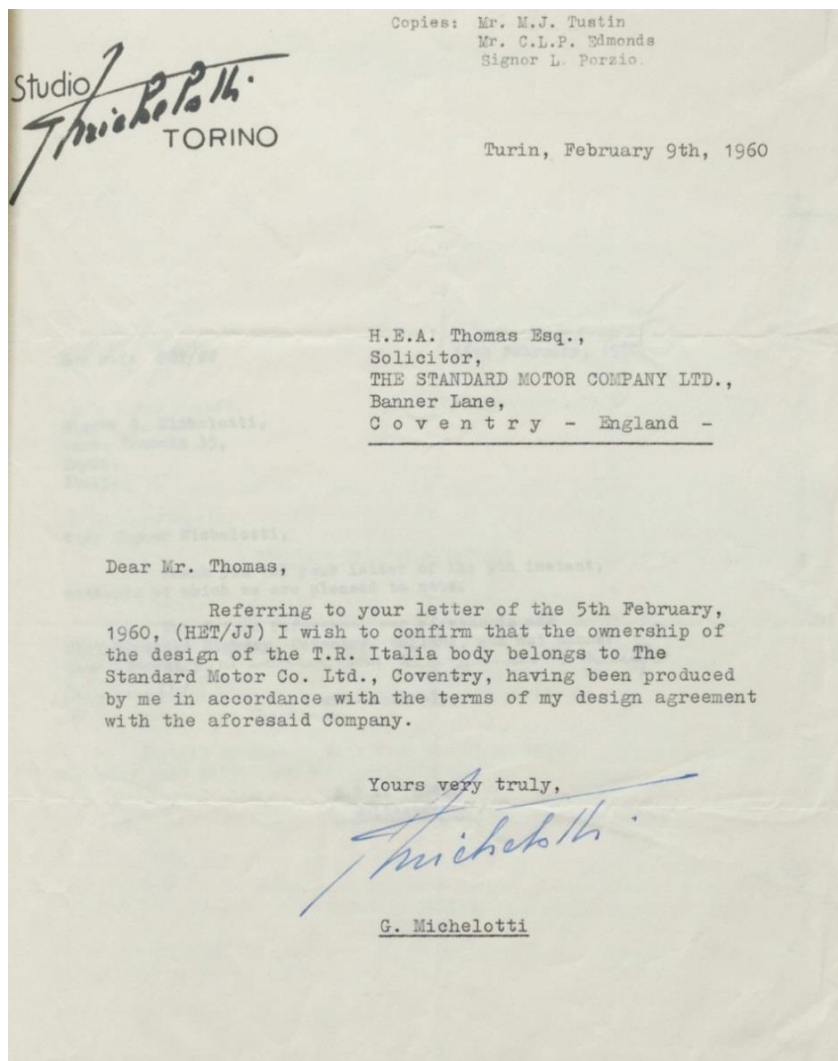 Copies: Mr. M.J. Tustin
Mr. C.L.P. Edmonds
Signor L. Porzio.
Studio
Michelotti
TORINO
Turin, February 9th, 1960
H.E.A. Thomas Esq.,
Solicitor,
THE STANDARD MOTOR COMPANY LTD.,
Banner Lane,
C o v e n t r y - England -
Dear Mr. Thomas,
Referring to your letter of the 5th February,
1960, (HET/JJ) I wish to confirm that the ownership of
the design of the T.R. Italia body belongs to The
Standard Motor Co. Ltd., Coventry, having been produced
by me in accordance with the terms of my design agreement
with the aforesaid Company.
Yours very truly,
Michelotti
G. Michelotti